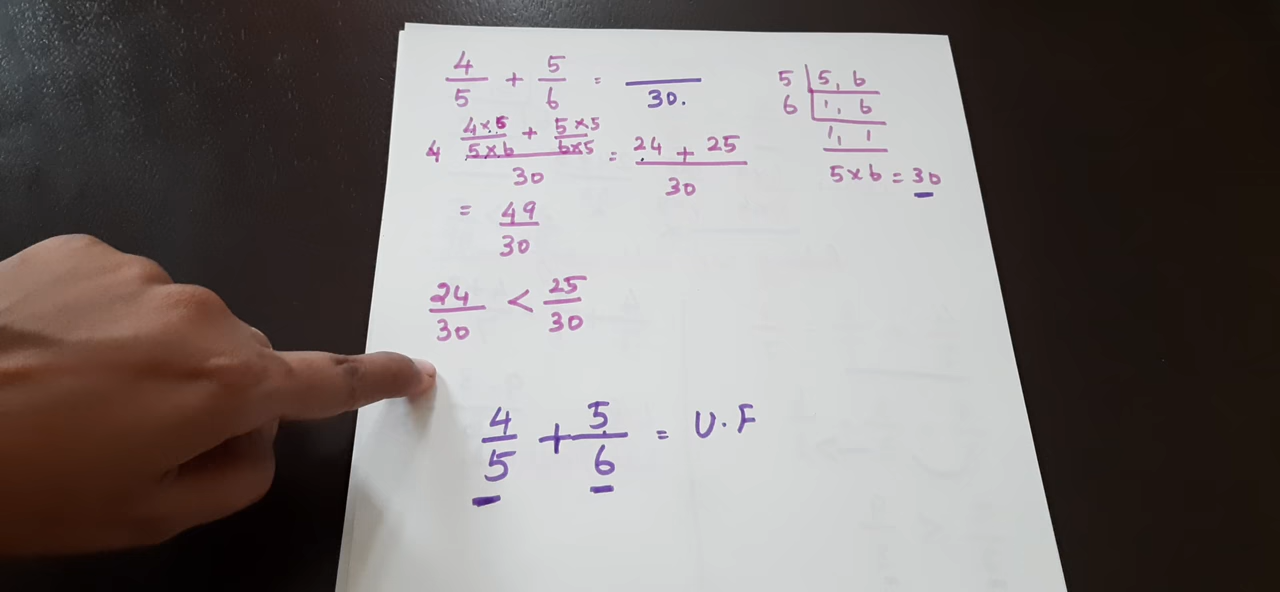 4/5 + 5/6 = __/30.
4 (4×5/5×6 + 5×5/6×5)/30 = (24 + 25)/30
= 49/30
24/30 < 25/30
4/5 + 5/6 = U.F
5 | 5, 6
6 | 1, 6
1, 1
5×6 = 30